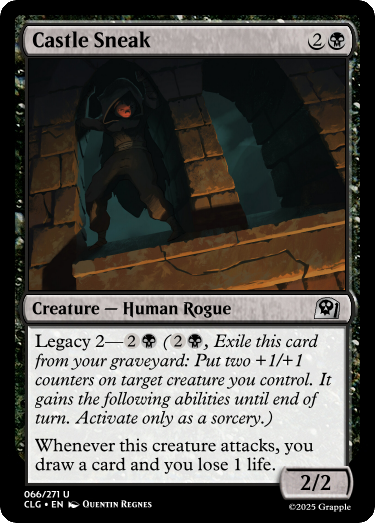 Castle Sneak 2
Creature — Human Rogue
Legacy 2—2 (2, Exile this card
from your graveyard: Put two +1/+1
counters on target creature you control. It
gains the following abilities until end of
turn. Activate only as a sorcery.)
Whenever this creature attacks, you
draw a card and you lose 1 life.
2/2
066/271 U
CLG • EN Quentin Regnes
©2025 Grapple